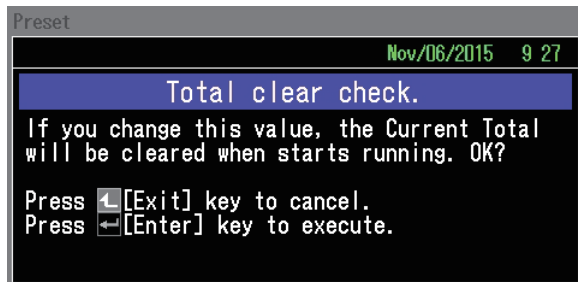 Preset
Nov/06/2015 9 27
Total clear check.
If you change this value, the Current Total
will be cleared when starts running. OK?
Press [Exit] key to cancel.
Press [Enter] key to execute.